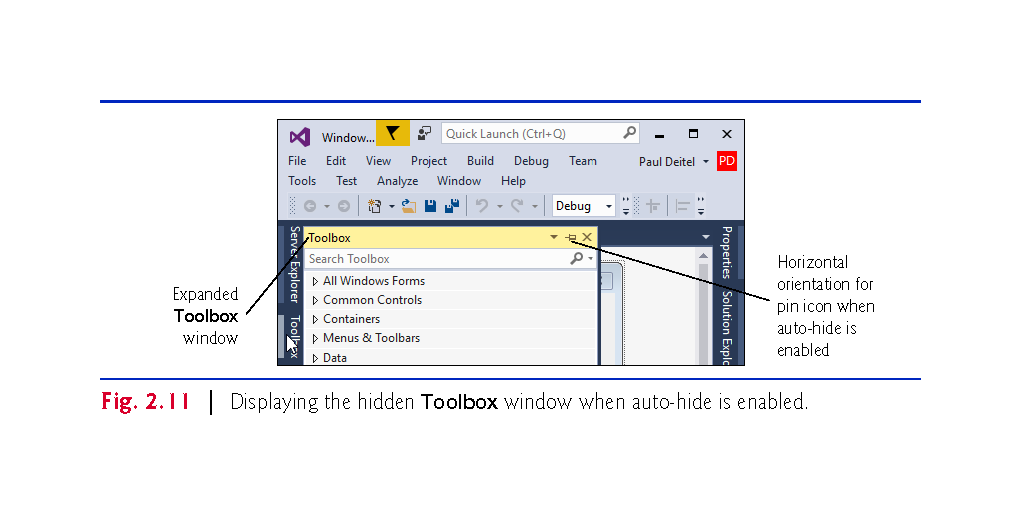 Window...
Quick Launch (Ctrl+Q)
File Edit View Project Build Debug Team Paul Deitel PD
Tools Test Analyze Window Help
Debug
Server Explorer
Toolbox
Toolbox
Search Toolbox
All Windows Forms
Common Controls
Containers
Menus & Toolbars
Data
Properties
Solution Explo
Expanded
Toolbox
window
Horizontal
orientation for
pin icon when
auto-hide is
enabled
Fig. 2.11 | Displaying the hidden Toolbox window when auto-hide is enabled.